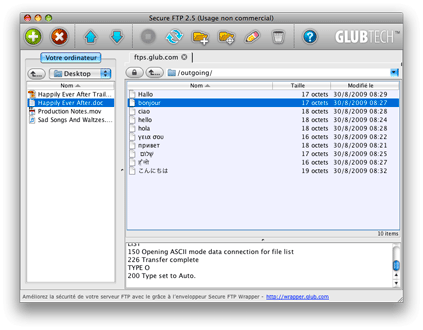 Secure FTP 2.5 (Usage non commercial)
GLUBTECH™
Votre ordinateur
ftps.glub.com
Desktop
/outgoing/
Nom
Nom Taille Modifié le
Happily Ever After Trail...
Happily Ever After.doc
Production Notes.mov
Sad Songs And Waltzes....
Hallo 17 octets 30/8/2009 08:29
bonjour 17 octets 30/8/2009 08:27
ciao 18 octets 30/8/2009 08:28
hello 18 octets 30/8/2009 08:24
hola 18 octets 30/8/2009 08:28
γεια σου 16 octets 30/8/2009 08:22
привет 18 octets 30/8/2009 08:21
שלום 16 octets 30/8/2009 08:25
16 octets 30/8/2009 08:27
こんにちは 19 octets 30/8/2009 08:32
10 items
LIST
150 Opening ASCII mode data connection for file list
226 Transfer complete
TYPE O
200 Type set to Auto.
Améliorez la sécurité de votre serveur FTP avec le grâce à l'enveloppeur Secure FTP Wrapper - http://wrapper.glub.com